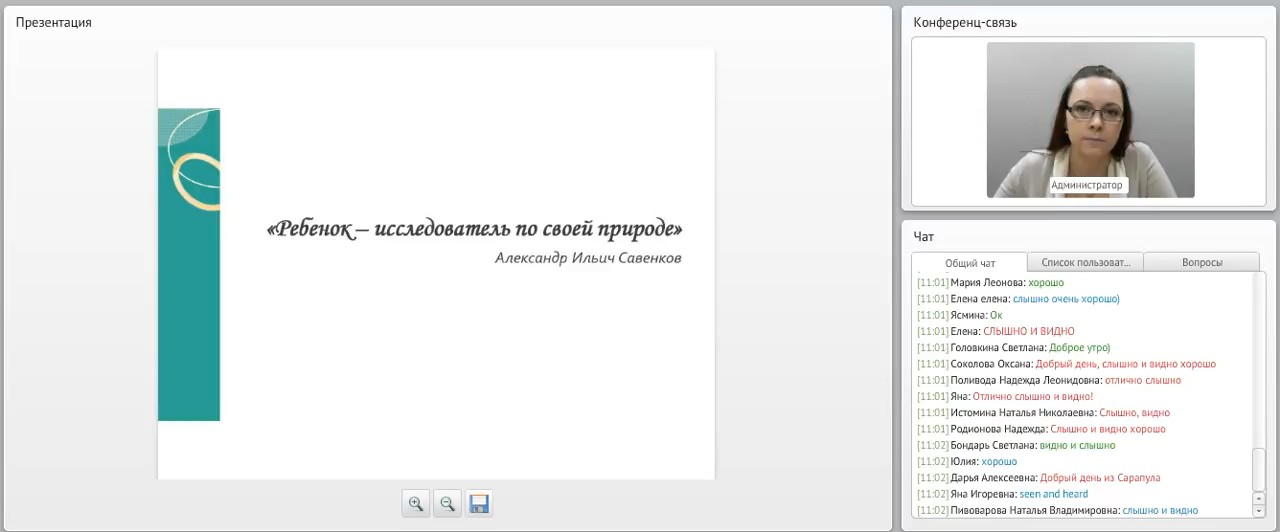 Презентация
«Ребенок – исследователь по своей природе»
Александр Ильич Савенков
Конференц-связь
Администратор
Чат
Общий чат
Список пользоват...
Вопросы
[11:01] Мария Леонова: хорошо
[11:01] Елена елена: слышно очень хорошо)
[11:01] Ясмина: Ок
[11:01] Елена: СЛЫШНО И ВИДНО
[11:01] Головкина Светлана: Доброе утро)
[11:01] Соколова Оксана: Добрый день, слышно и видно хорошо
[11:01] Поливода Надежда Леонидовна: отлично слышно
[11:01] Яна: Отлично слышно и видно!
[11:01] Истомина Наталья Николаевна: Слышно, видно
[11:01] Родионова Надежда: Слышно и видно хорошо
[11:02] Бондарь Светлана: видно и слышно
[11:02] Юлия: хорошо
[11:02] Дарья Алексеевна: Добрый день из Сарапула
[11:02] Яна Игоревна: seen and heard
[11:02] Пивоварова Наталья Владимировна: слышно и видно